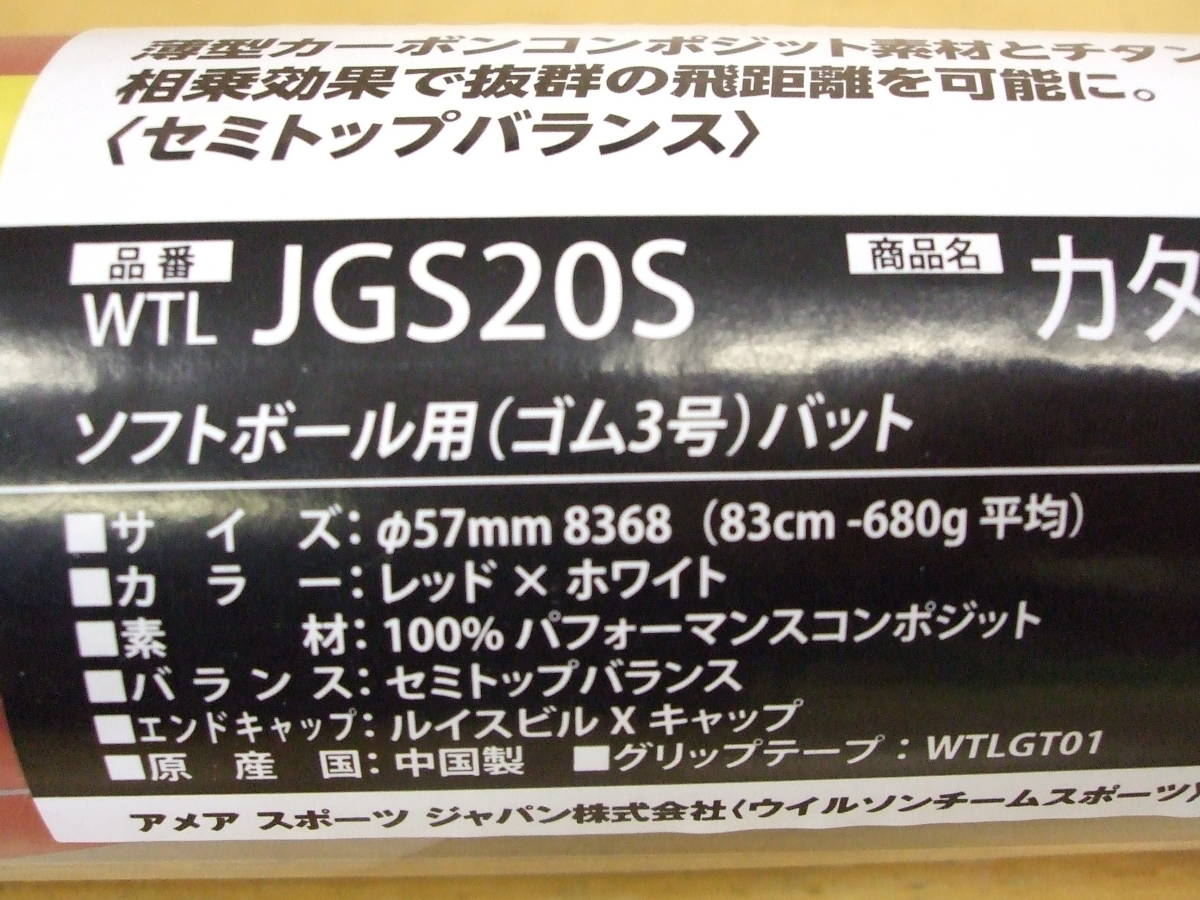 薄型カーボンコンポジット素材とチタン
相乗効果で抜群の飛距離を可能に。
〈セミトップバランス〉
品番 WTL JGS20S 商品名 カタ
ソフトボール用(ゴム3号)バット
■サイズ:φ57mm 8368(83cm -680g 平均)
■カラー:レッド × ホワイト
■素材:100% パフォーマンスコンポジット
■バランス:セミトップバランス
■エンドキャップ:ルイスビル X キャップ
■原産国:中国製 ■グリップテープ:WTLGT01
アメア スポーツ ジャパン株式会社〈ウイルソンチームスポーツ〉